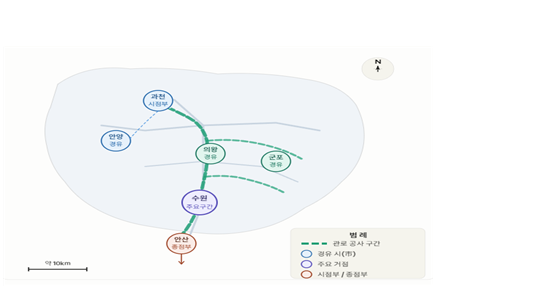 N
과천
시점부
안양
경유
의왕
경유
군포
경유
수원
주요구간
안산
종점부
약 10km
범 례
관로 공사 구간
경유 시(市)
주요 거점
시점부 / 종점부